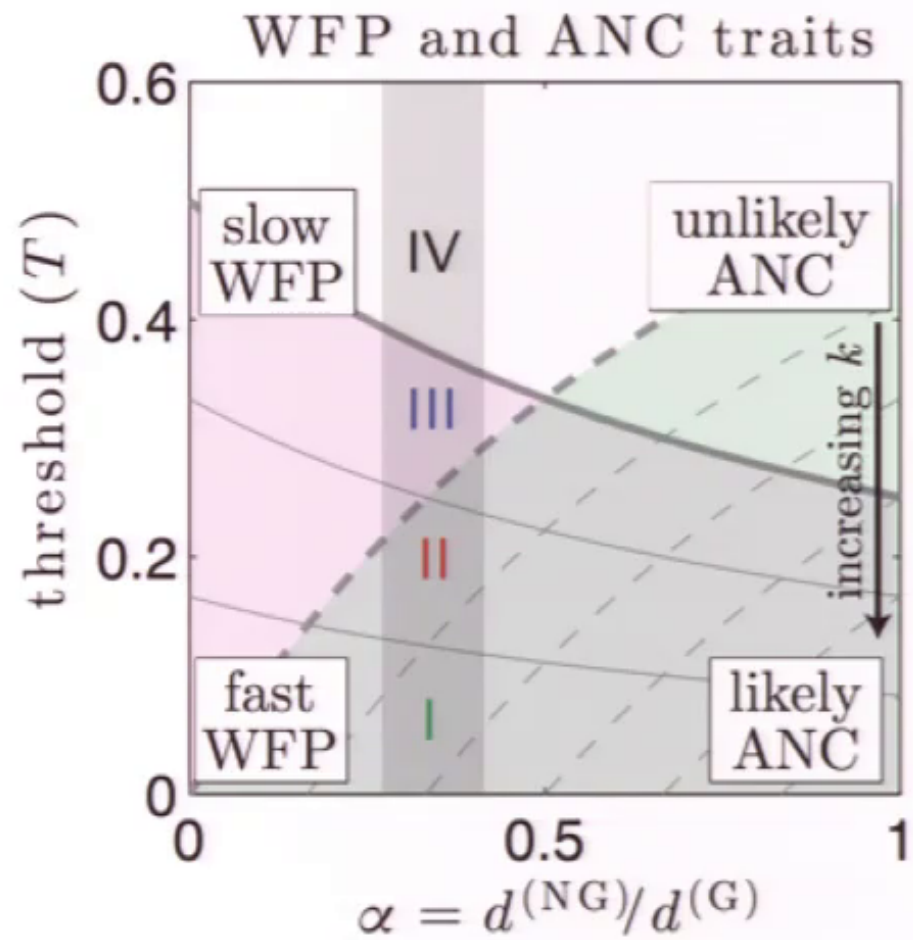 WFP and ANC traits
threshold (T)
0.6
0.4
0.2
0
slow
WFP
unlikely
ANC
IV
III
II
I
increasing k
fast
WFP
likely
ANC
0
0.5
1
α = d(NG)/d(G)